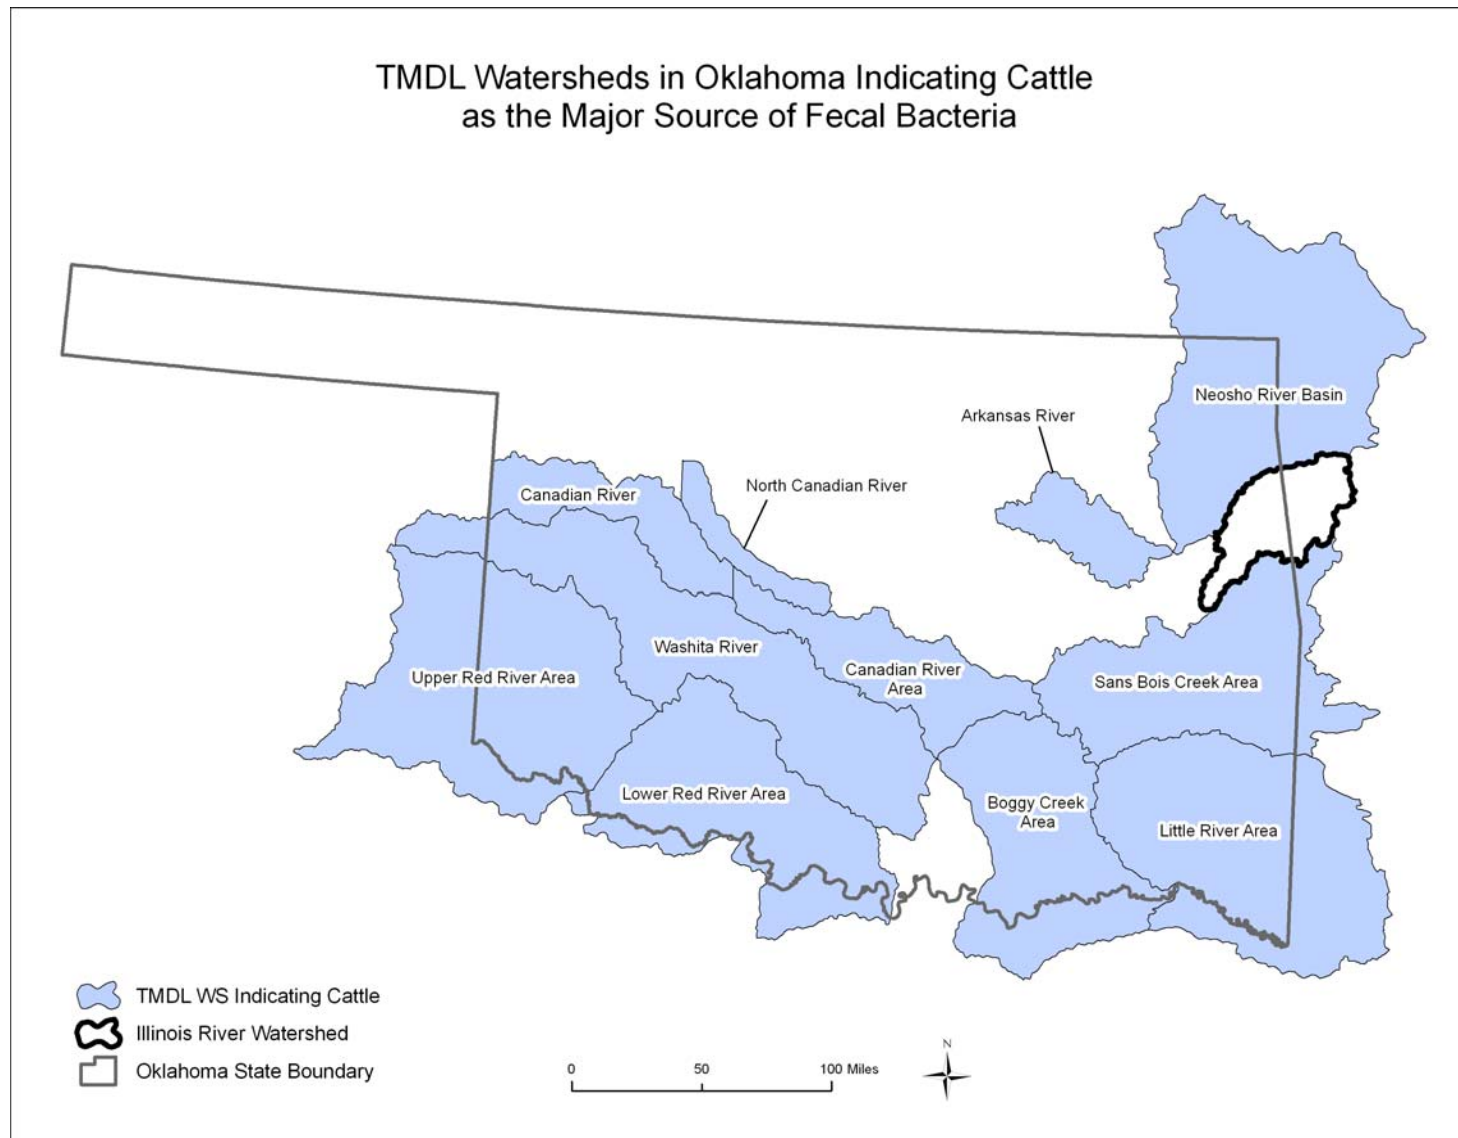 TMDL Watersheds in Oklahoma Indicating Cattle
as the Major Source of Fecal Bacteria
Neosho River Basin
Arkansas River
North Canadian River
Canadian River
Washita River
Upper Red River Area
Canadian River
Area
Sans Bois Creek Area
Lower Red River Area
Boggy Creek
Area
Little River Area
TMDL WS Indicating Cattle
Illinois River Watershed
Oklahoma State Boundary
0 50 100 Miles
N